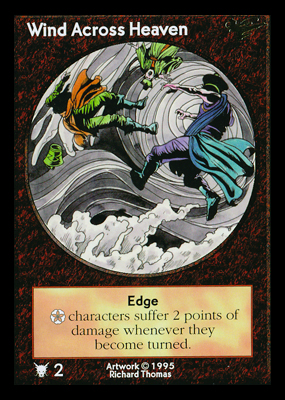 Wind Across Heaven
Edge
characters suffer 2 points of
damage whenever they
become turned.
2
Artwork © 1995
Richard Thomas